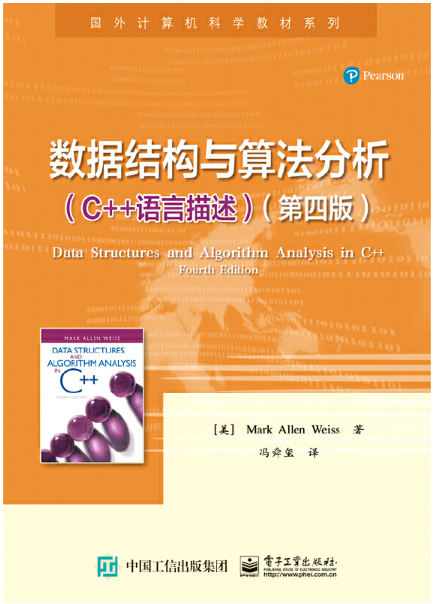 国外计算机科学教材系列
Pearson
数据结构与算法分析
（C++语言描述）（第四版）
Data Structures and Algorithm Analysis in C++
Fourth Edition
MARK ALLEN WEISS
DATA STRUCTURES
AND
ALGORITHM ANALYSIS
IN
C++
FOURTH EDITION
[美] Mark Allen Weiss 著
冯舜玺 译
中国工信出版集团
电子工业出版社
PUBLISHING HOUSE OF ELECTRONICS INDUSTRY
http://www.phei.com.cn